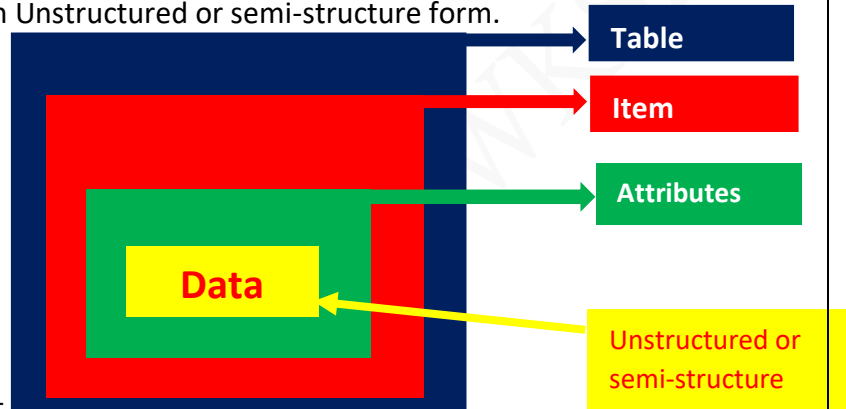 n Unstructured or semi-structure form.
Table
Item
Attributes
Data
Unstructured or
semi-structure